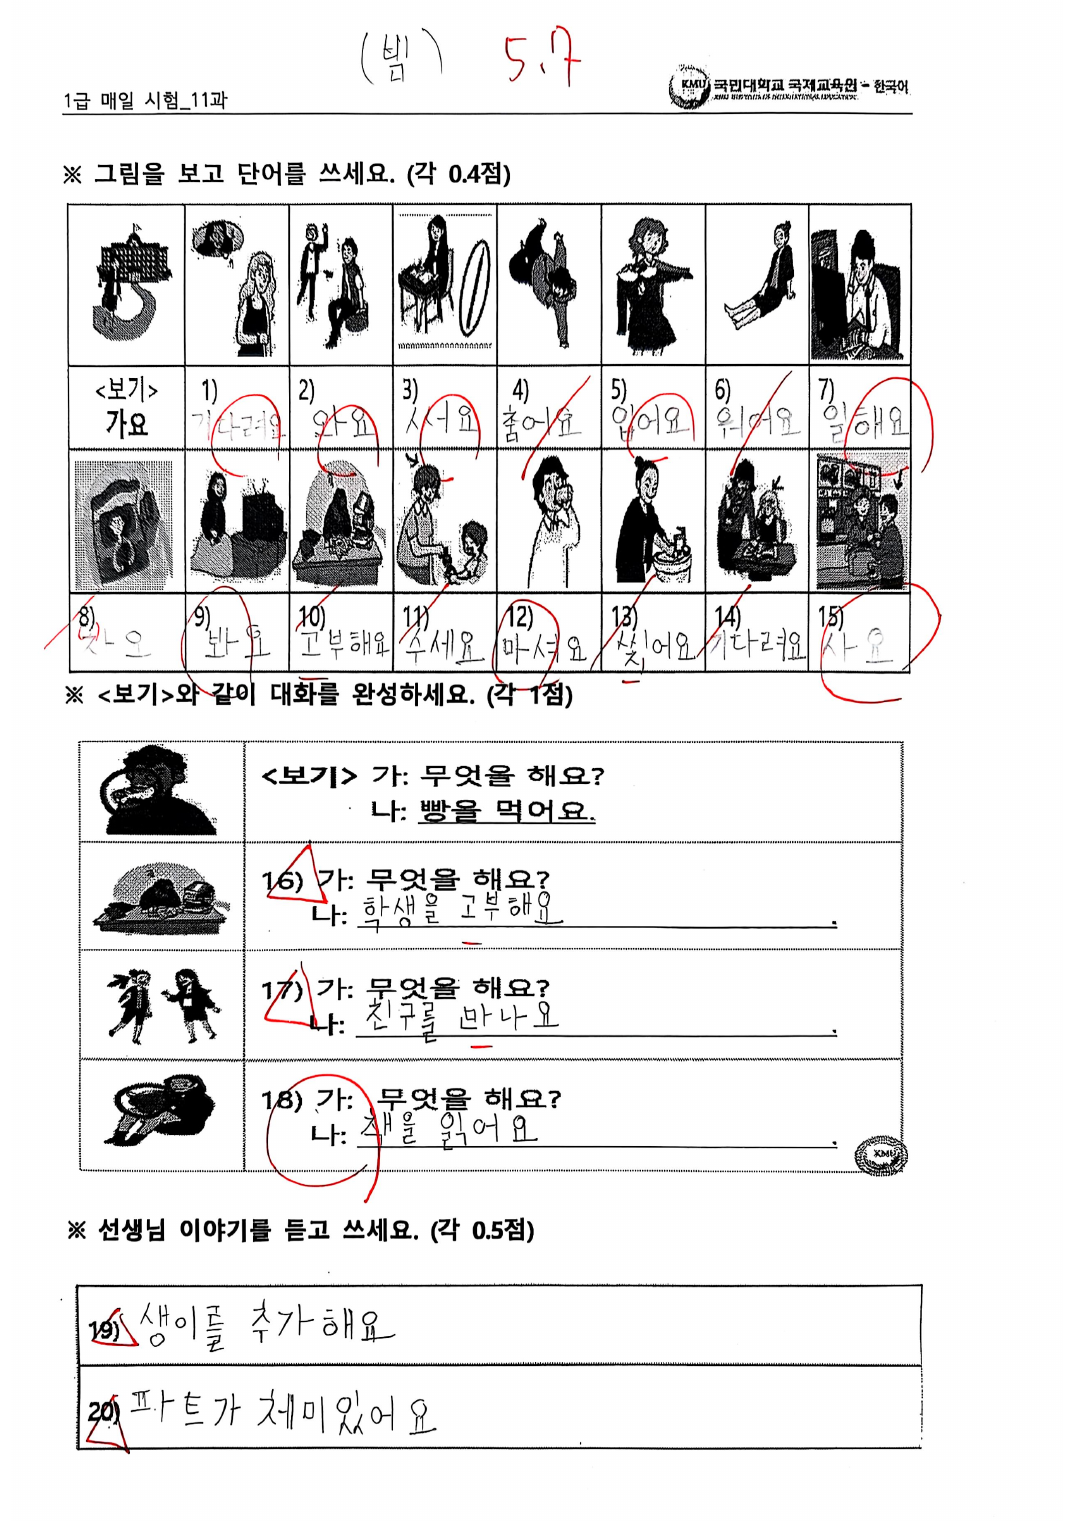 (빔) 5.7
1급 매일 시험_11과
KMU 국민대학교 국제교육원 - 한국어
※ 그림을 보고 단어를 쓰세요. (각 0.4점)
<보기> 1) 2) 3) 4) 5) 6) 7)
가요 기다려요 와요 써요 춤어요 입어요 쉬어요 일해요
8) 9) 10) 11) 12) 13) 14) 15)
봐요 고부해요 수세요 마셔요 씿어요 기다려요 사요
※ <보기>와 같이 대화를 완성하세요. (각 1점)
<보기> 가: 무엇을 해요?
나: 빵을 먹어요.
16) 가: 무엇을 해요?
나: 학생을 고부해요.
17) 가: 무엇을 해요?
나: 친구를 마나요.
18) 가: 무엇을 해요?
나: 책을 읽어요.
KMU
※ 선생님 이야기를 듣고 쓰세요. (각 0.5점)
19) 생이를 추가해요
20) 파트가 체미있어요